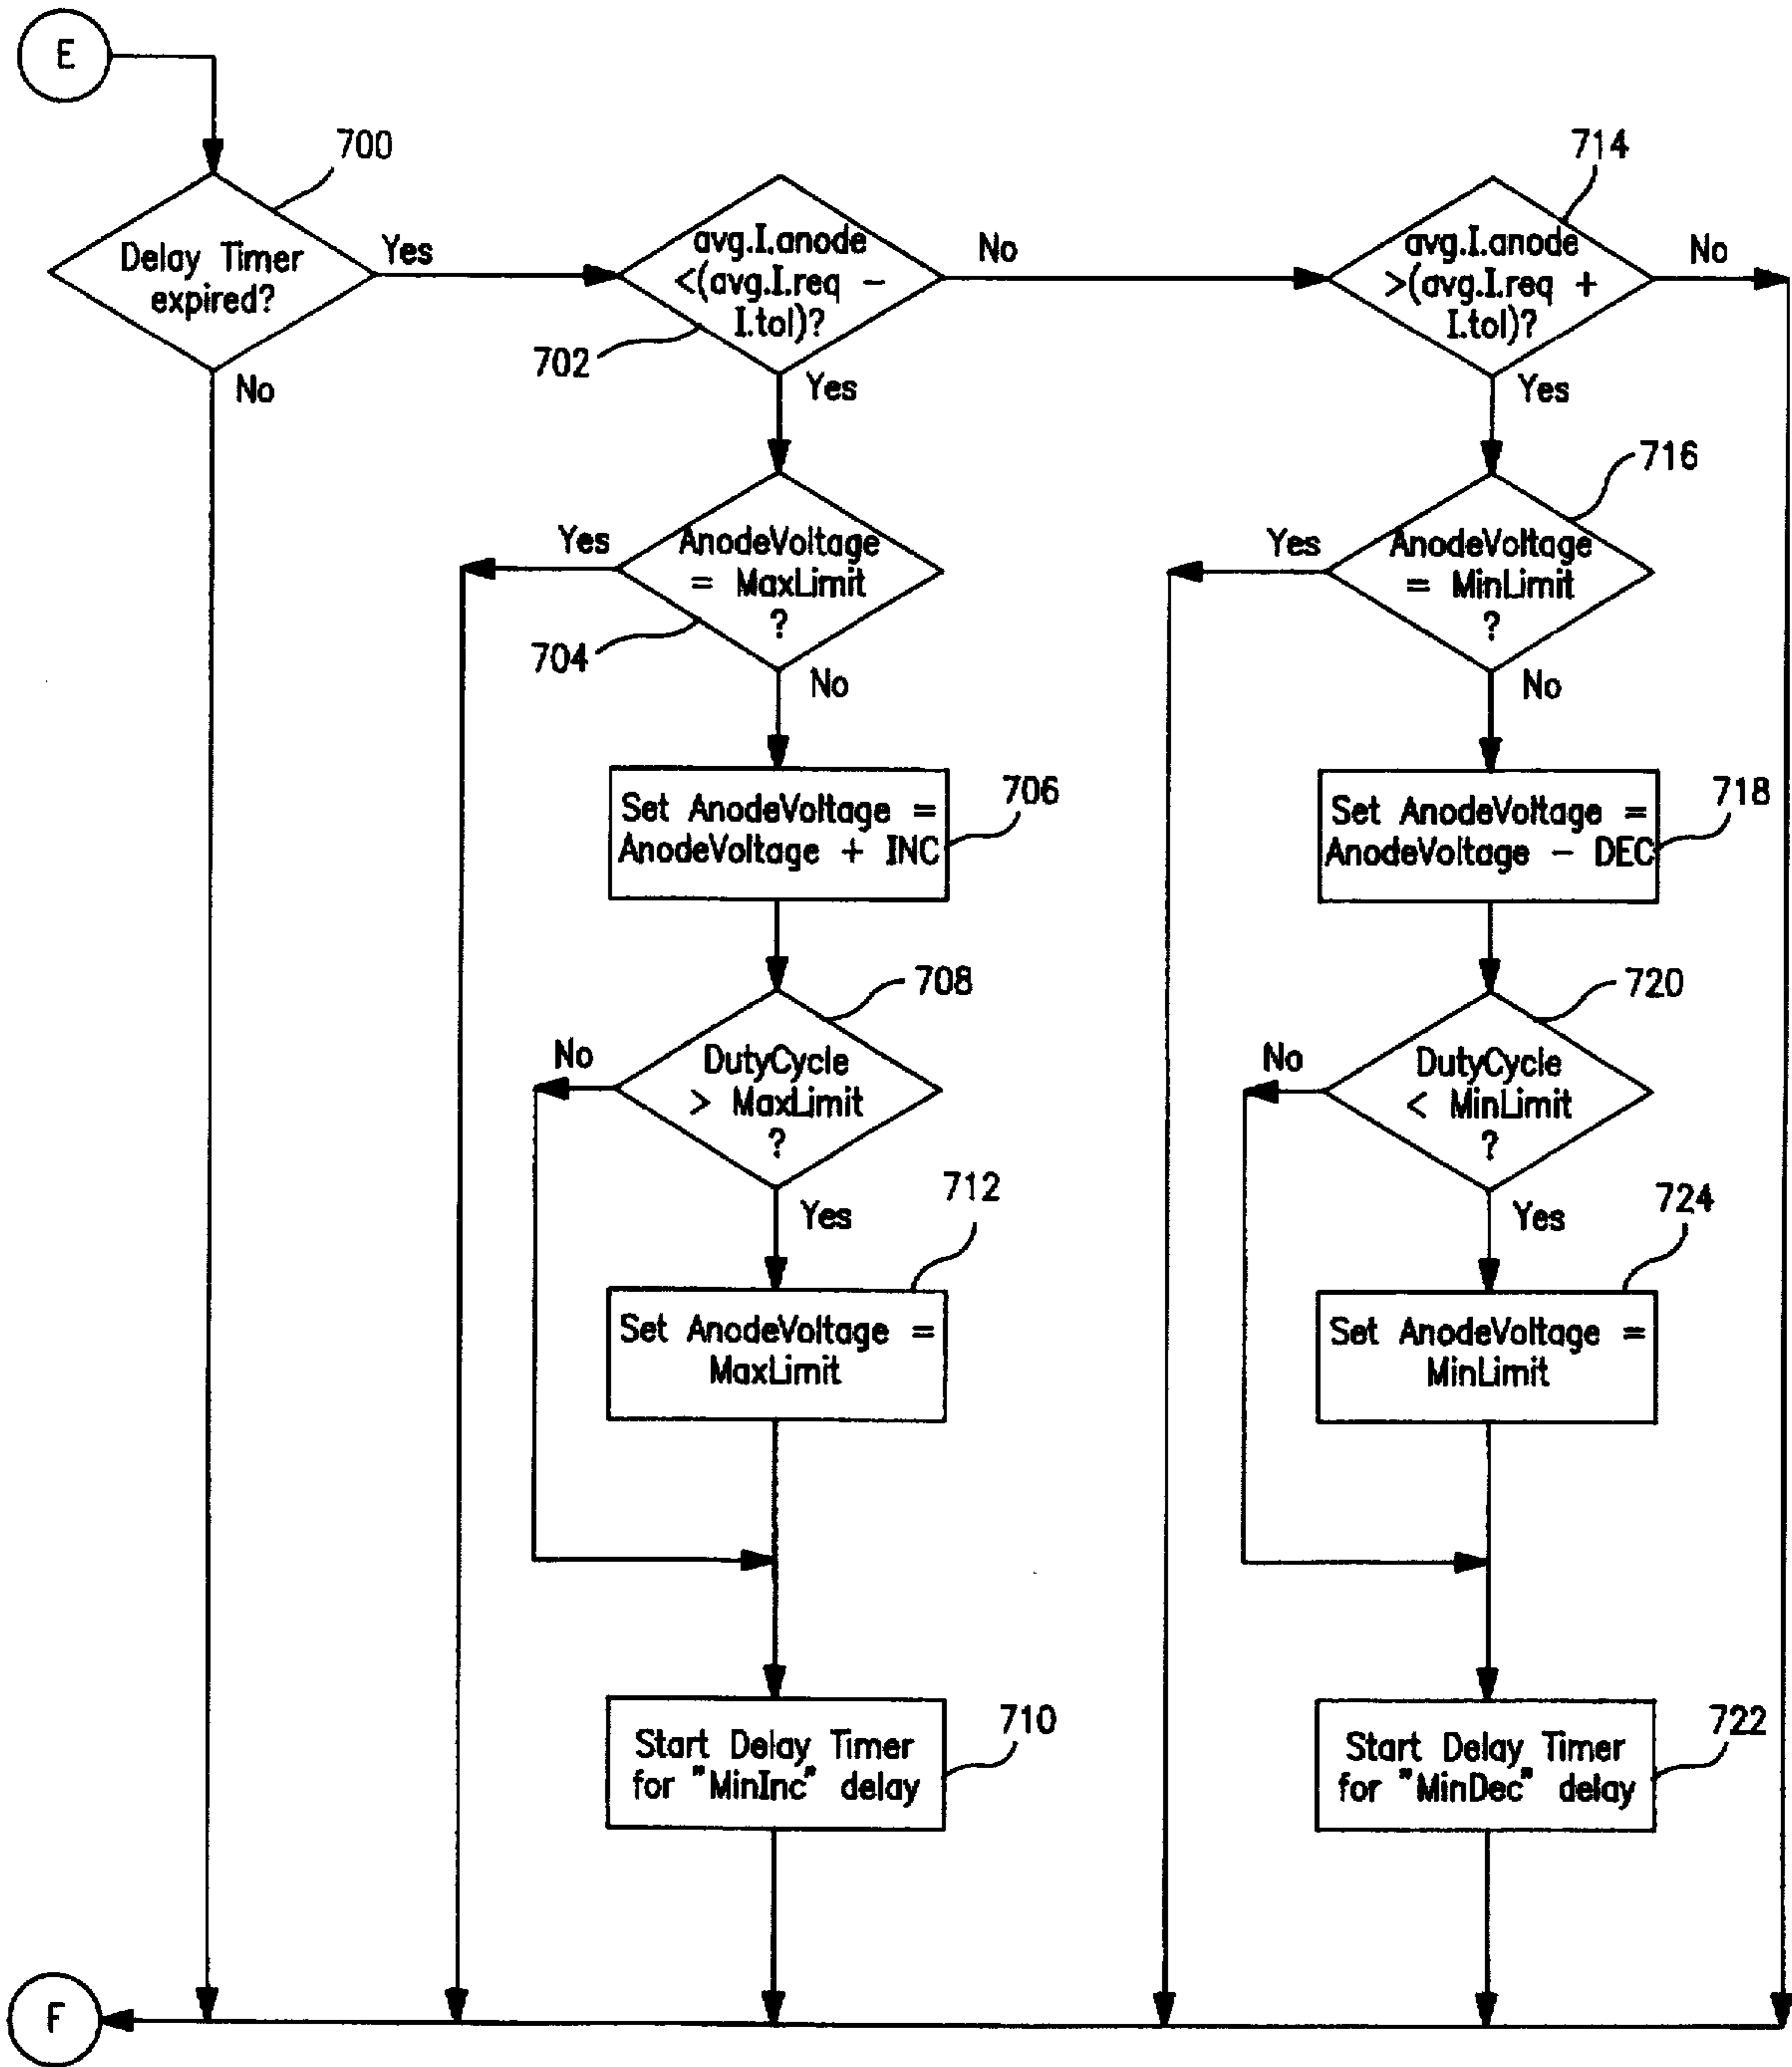 E
700
Delay Timer
expired?
Yes
No
avg.I.anode
<(avg.I.req -
I.tol)?
702
No
Yes
714
avg.I.anode
>(avg.I.req +
I.tol)?
No
Yes
AnodeVoltage
= MaxLimit
?
Yes
704
No
716
AnodeVoltage
= MinLimit
?
Yes
No
Set AnodeVoltage =
AnodeVoltage + INC
706
Set AnodeVoltage =
AnodeVoltage - DEC
718
708
DutyCycle
> MaxLimit
?
No
Yes
720
DutyCycle
< MinLimit
?
No
Yes
712
Set AnodeVoltage =
MaxLimit
724
Set AnodeVoltage =
MinLimit
Start Delay Timer
for "MinInc" delay
710
Start Delay Timer
for "MinDec" delay
722
F